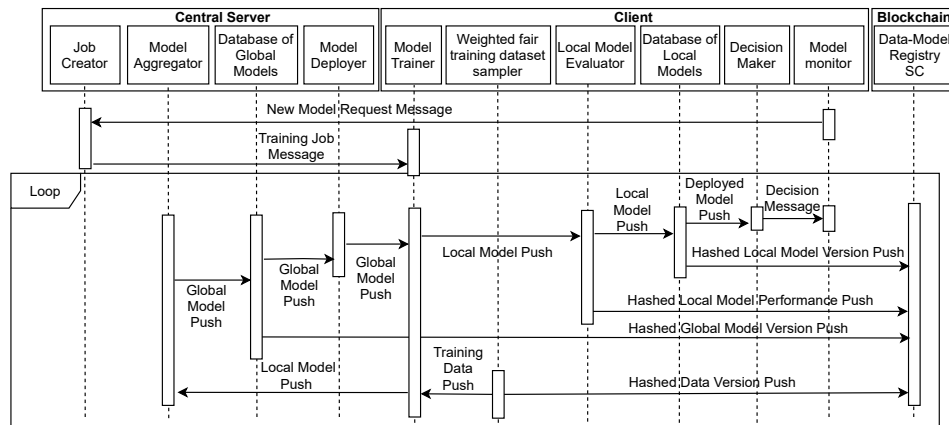 Central Server
Client
Blockchain
Job
Creator
Model
Aggregator
Database of
Global
Models
Model
Deployer
Model
Trainer
Weighted fair
training dataset
sampler
Local Model
Evaluator
Database of
Local
Models
Decision
Maker
Model
monitor
Data-Model
Registry
SC
New Model Request Message
Training Job
Message
Loop
Local
Model
Push
Deployed
Model
Push
Decision
Message
Global
Model
Push
Global
Model
Push
Global
Model Push
Local Model Push
Hashed Local Model Version Push
Hashed Local Model Performance Push
Hashed Global Model Version Push
Local Model
Push
Training
Data
Push
Hashed Data Version Push